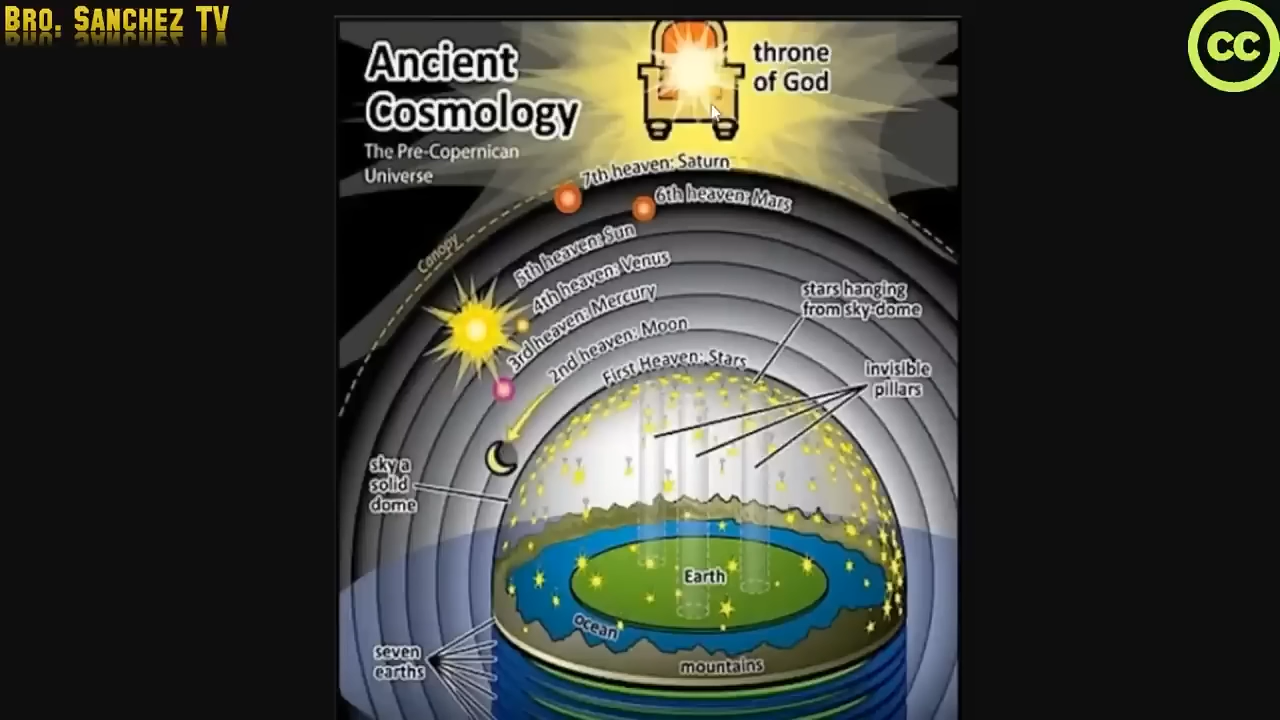 BRO. SANCHEZ TV
CC
Ancient
Cosmology
The Pre-Copernican
Universe
throne
of God
7th heaven: Saturn
6th heaven: Mars
Canopy
5th heaven: Sun
4th heaven: Venus
3rd heaven: Mercury
2nd heaven: Moon
First Heaven: Stars
stars hanging
from sky-dome
invisible
pillars
sky a
solid
dome
Earth
ocean
seven
earths
mountains